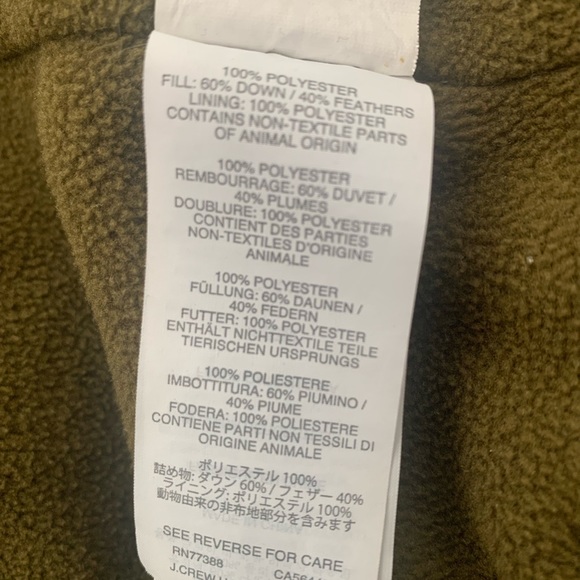 100% POLYESTER
FILL: 60% DOWN / 40% FEATHERS
LINING: 100% POLYESTER
CONTAINS NON-TEXTILE PARTS
OF ANIMAL ORIGIN
100% POLYESTER
REMBOURRAGE: 60% DUVET /
40% PLUMES
DOUBLURE: 100% POLYESTER
CONTIENT DES PARTIES
NON-TEXTILES D'ORIGINE
ANIMALE
100% POLYESTER
FÜLLUNG: 60% DAUNEN /
40% FEDERN
FUTTER: 100% POLYESTER
ENTHÄLT NICHTTEXTILE TEILE
TIERISCHEN URSPRUNGS
100% POLIESTERE
IMBOTTITURA: 60% PIUMINO /
40% PIUME
FODERA: 100% POLIESTERE
CONTIENE PARTI NON TESSILI DI
ORIGINE ANIMALE
ポリエステル 100%
詰め物: ダウン 60% / フェザー 40%
ライニング: ポリエステル 100%
動物由来の非布地部分を含みます
SEE REVERSE FOR CARE
RN77388
J.CREW